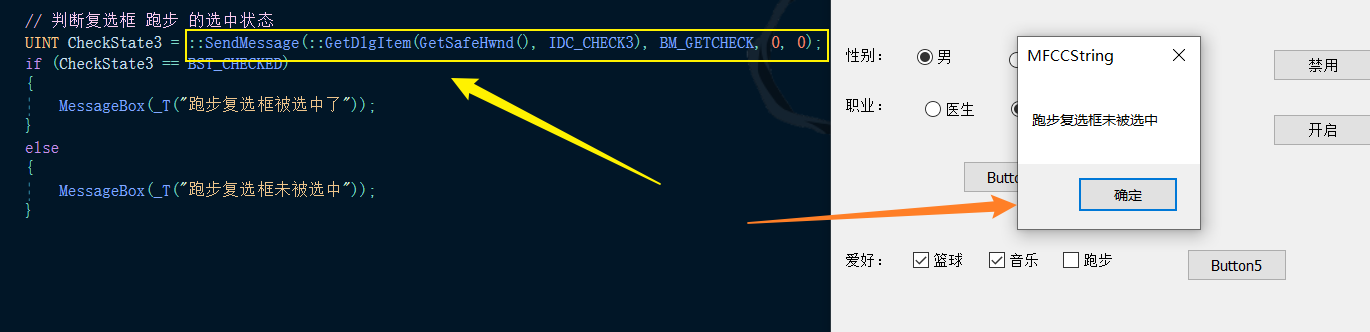 // 判断复选框 跑步 的选中状态
UINT CheckState3 = ::SendMessage(::GetDlgItem(GetSafeHwnd(), IDC_CHECK3), BM_GETCHECK, 0, 0);
if (CheckState3 == BST_CHECKED)
{
MessageBox(_T("跑步复选框被选中了"));
}
else
{
MessageBox(_T("跑步复选框未被选中"));
}
性别： 男
禁用
职业： 医生
开启
MFCCString
跑步复选框未被选中
确定
爱好： 篮球 音乐 跑步
Button5